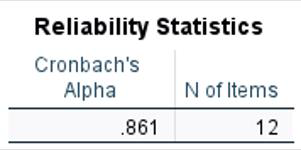 Reliability Statistics
Cronbach's
Alpha N of Items
.861 12